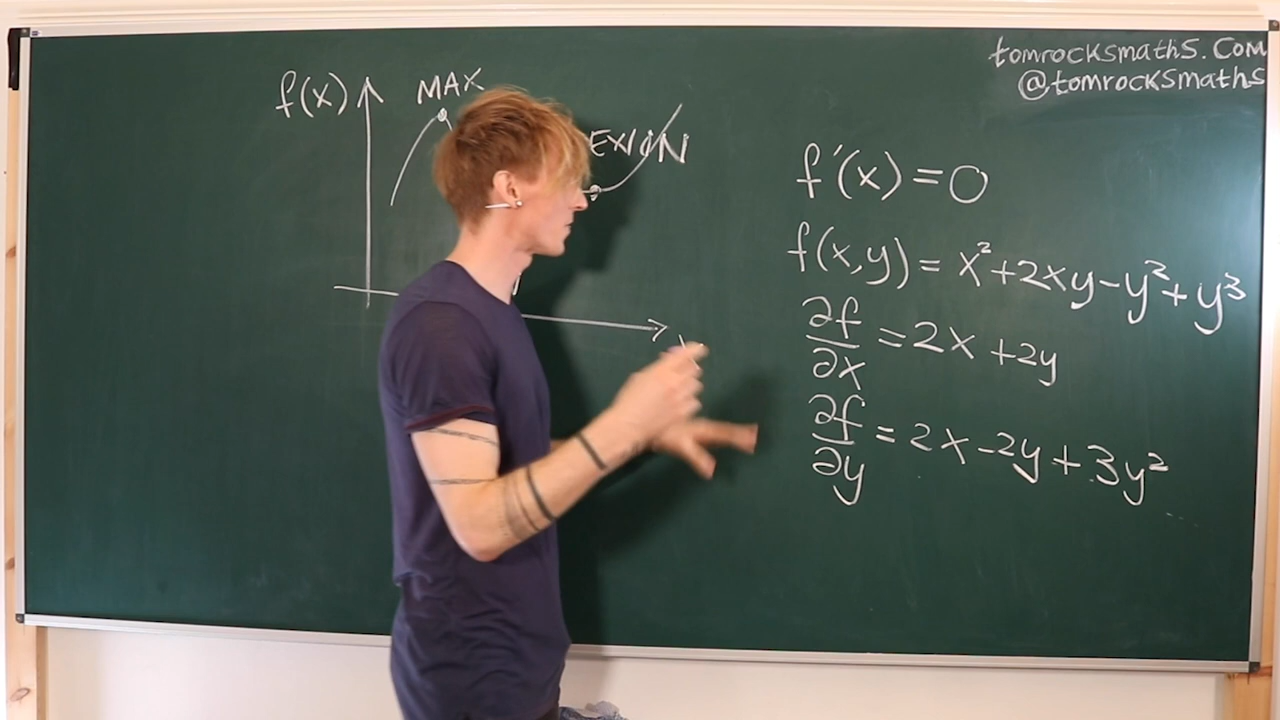 tomrocksmaths.com
@tomrocksmaths
f(x)
MAX
f'(x) = 0
f(x,y) = x² + 2xy - y² + y³
∂f/∂x = 2x + 2y
∂f/∂y = 2x - 2y + 3y²